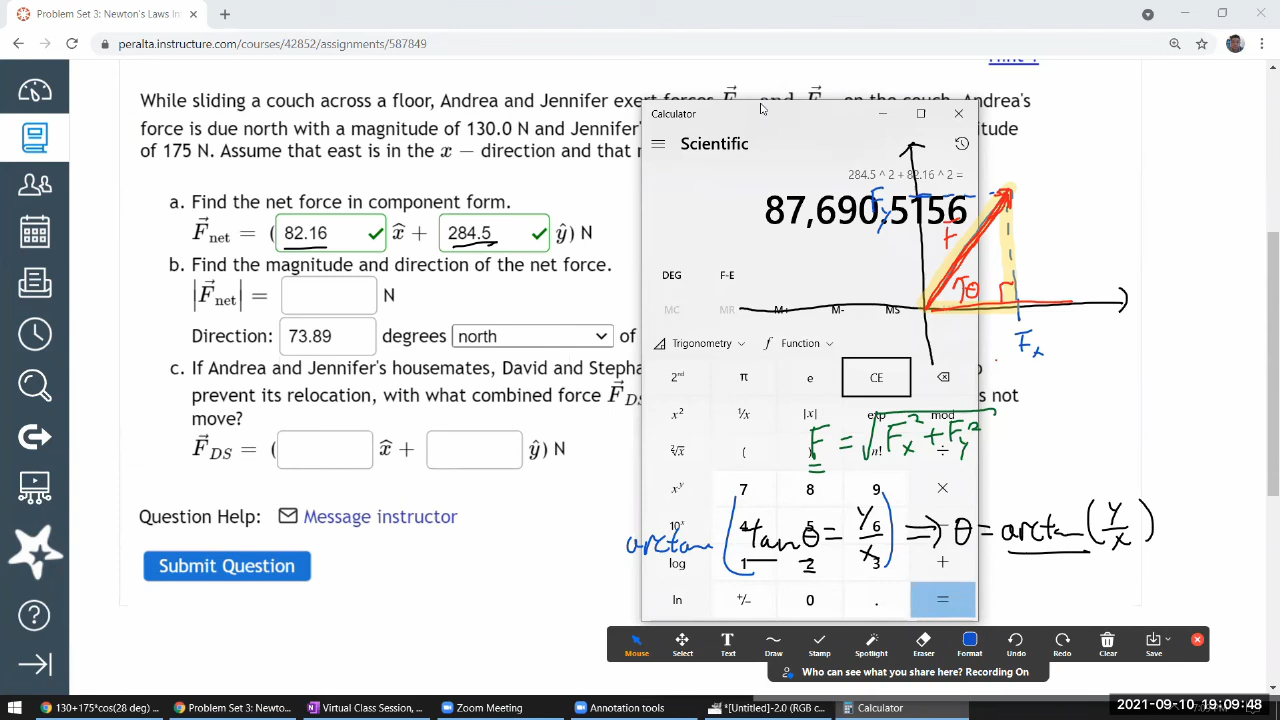 Problem Set 3: Newton's Laws In
peralta.instructure.com/courses/42852/assignments/587849
While sliding a couch across a floor, Andrea and Jennifer exert forces F⃗ and F⃗ on the couch. Andrea's
force is due north with a magnitude of 130.0 N and Jennifer'
of 175 N. Assume that east is in the x − direction and that
a. Find the net force in component form.
F⃗net = ( 82.16 x̂ + 284.5 ŷ) N
b. Find the magnitude and direction of the net force.
|F⃗net| = N
Direction: 73.89 degrees north of
c. If Andrea and Jennifer's housemates, David and Stepha
prevent its relocation, with what combined force F⃗DS
move?
F⃗DS = ( x̂ + ŷ) N
Question Help: Message instructor
Submit Question
Calculator
Scientific
284.5 ^ 2 + 82.16 ^ 2 =
87,690.5156
DEG F-E
MC MR M+ M- MS
Trigonometry f Function
2nd π e CE
x² ¹/x |x| exp mod
²√x ( ) n! ÷
xʸ 7 8 9 ×
10ˣ 4 5 6
log 1 2 3 +
ln +/- 0 . =
Fy
F
θ
Fx
F = √Fx² + Fy²
arctan (tan θ = y/x) ⇒ θ = arctan (y/x)
Mouse Select Text Draw Stamp Spotlight Eraser Format Undo Redo Clear Save
Who can see what you share here? Recording On
130+175*cos(28 deg) ... Problem Set 3: Newto... Virtual Class Session, ... Zoom Meeting Annotation tools *[Untitled]-2.0 (RGB c... Calculator
2021-09-10 19:09:48